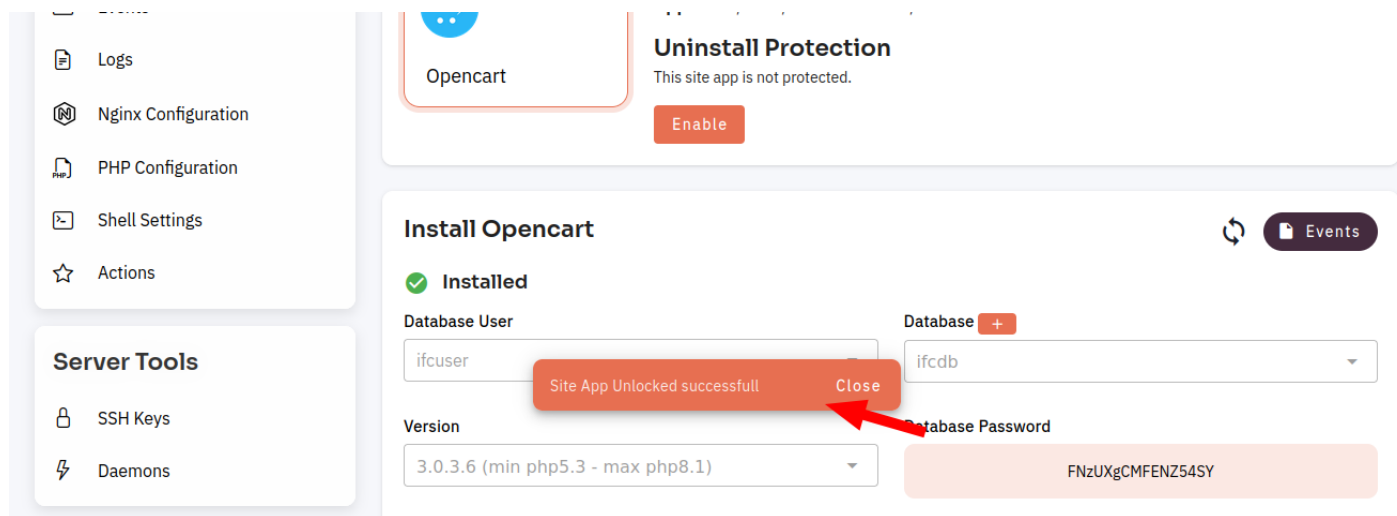 Logs
Nginx Configuration
PHP
PHP Configuration
Shell Settings
Actions
Server Tools
SSH Keys
Daemons
Opencart
Uninstall Protection
This site app is not protected.
Enable
Install Opencart
Events
Installed
Database User
Database +
ifcuser
ifcdb
Site App Unlocked successfull Close
Version
Database Password
3.0.3.6 (min php5.3 - max php8.1)
FNzUXgCMFENZ54SY